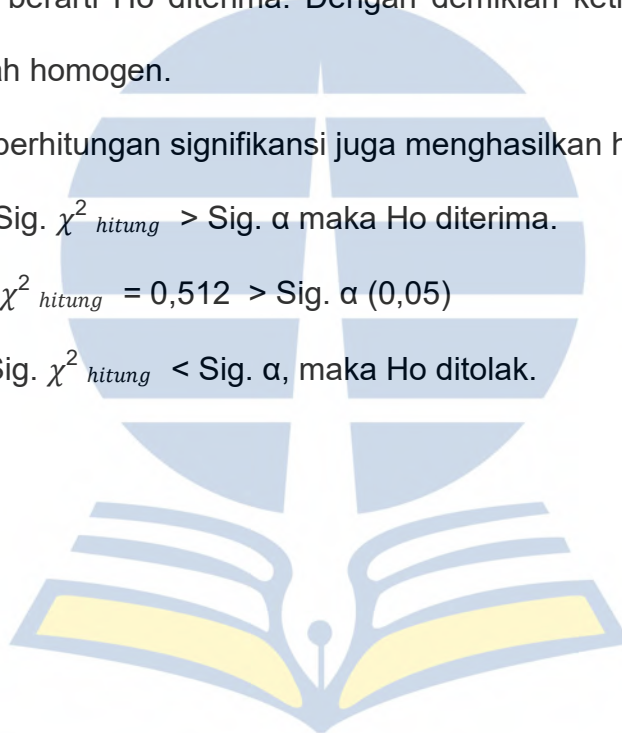 berarti Ho diterima. Dengan demikian
homogen.
perhitungan signifikansi juga menghasilkan
Sig. χ² hitung > Sig. α maka Ho diterima.
χ² hitung = 0,512 > Sig. α (0,05)
Sig. χ² hitung < Sig. α, maka Ho ditolak.